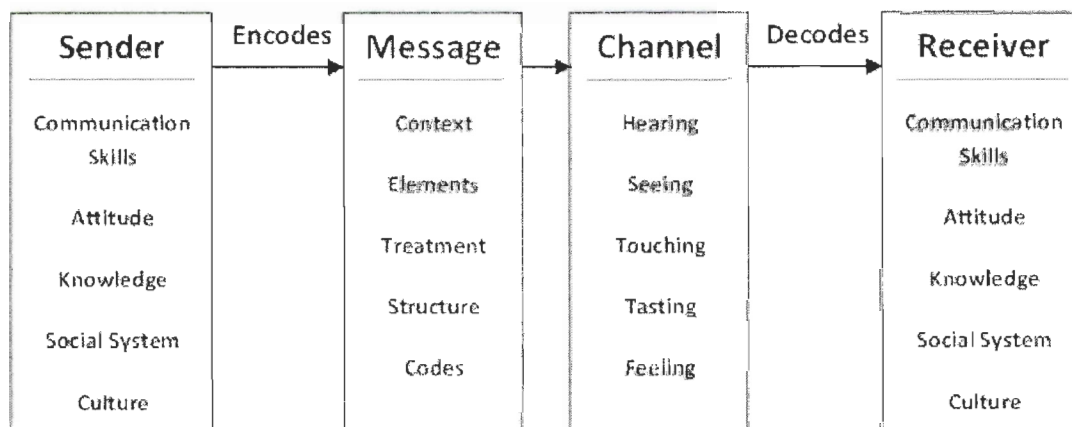 Sender
Encodes
Message
Channel
Decodes
Receiver
Communication
Skills
Attitude
Knowledge
Social System
Culture
Context
Elements
Treatment
Structure
Codes
Hearing
Seeing
Touching
Tasting
Feeling
Communication
Skills
Attitude
Knowledge
Social System
Culture